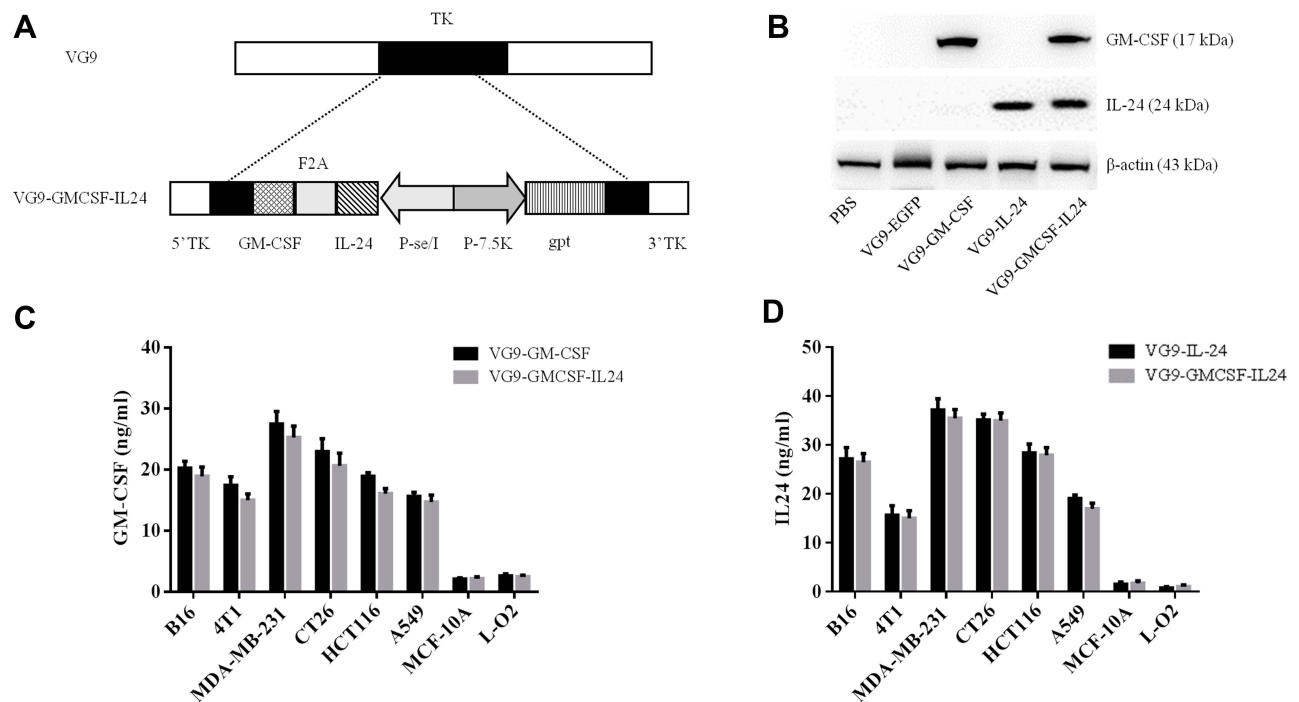 A
TK
VG9
F2A
VG9-GMCSF-IL24
5'TK GM-CSF IL-24 P-se/I P-7.5K gpt 3'TK
B
GM-CSF (17 kDa)
IL-24 (24 kDa)
β-actin (43 kDa)
PBS
VG9-EGFP
VG9-GM-CSF
VG9-IL-24
VG9-GMCSF-IL24
C
GM-CSF (ng/ml)
40
30
20
10
0
VG9-GM-CSF
VG9-GMCSF-IL24
B16
4T1
MDA-MB-231
CT26
HCT116
A549
MCF-10A
L-O2
D
IL24 (ng/ml)
50
40
30
20
10
0
VG9-IL-24
VG9-GMCSF-IL24
B16
4T1
MDA-MB-231
CT26
HCT116
A549
MCF-10A
L-O2